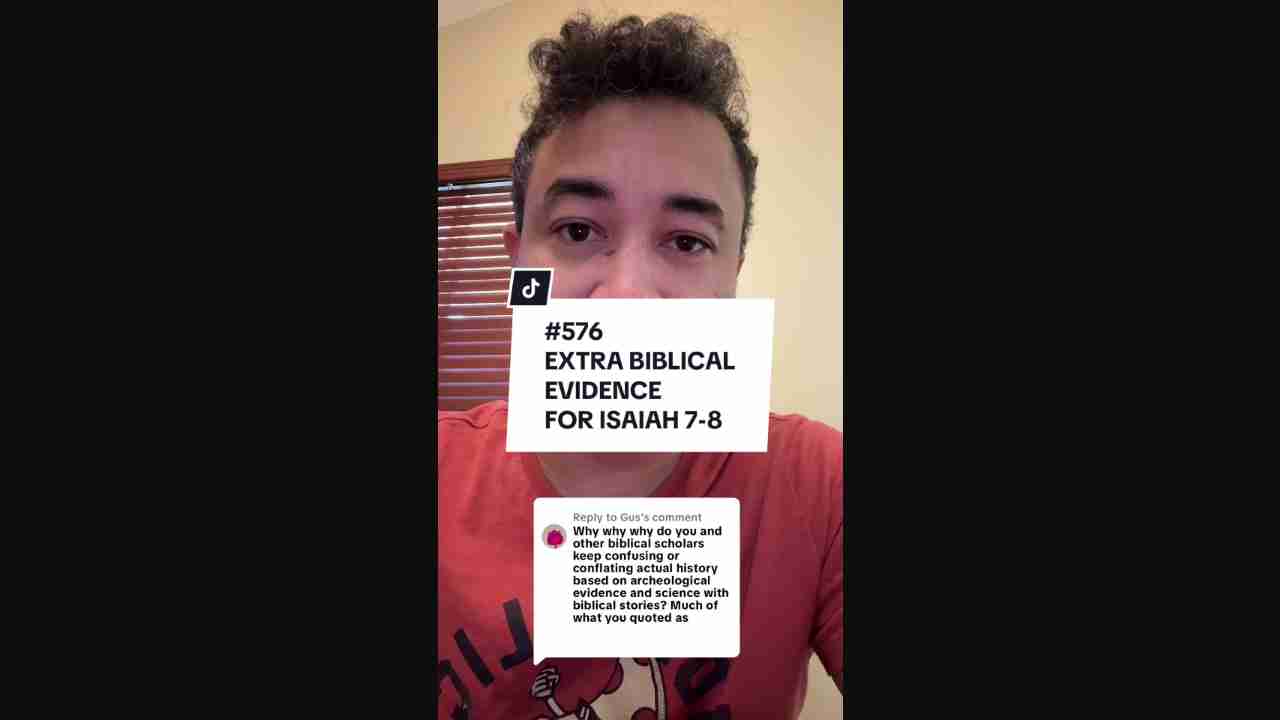 #576
EXTRA BIBLICAL
EVIDENCE
FOR ISAIAH 7-8
Reply to Gus's comment
Why why why do you and
other biblical scholars
keep confusing or
conflating actual history
based on archeological
evidence and science with
biblical stories? Much of
what you quoted as